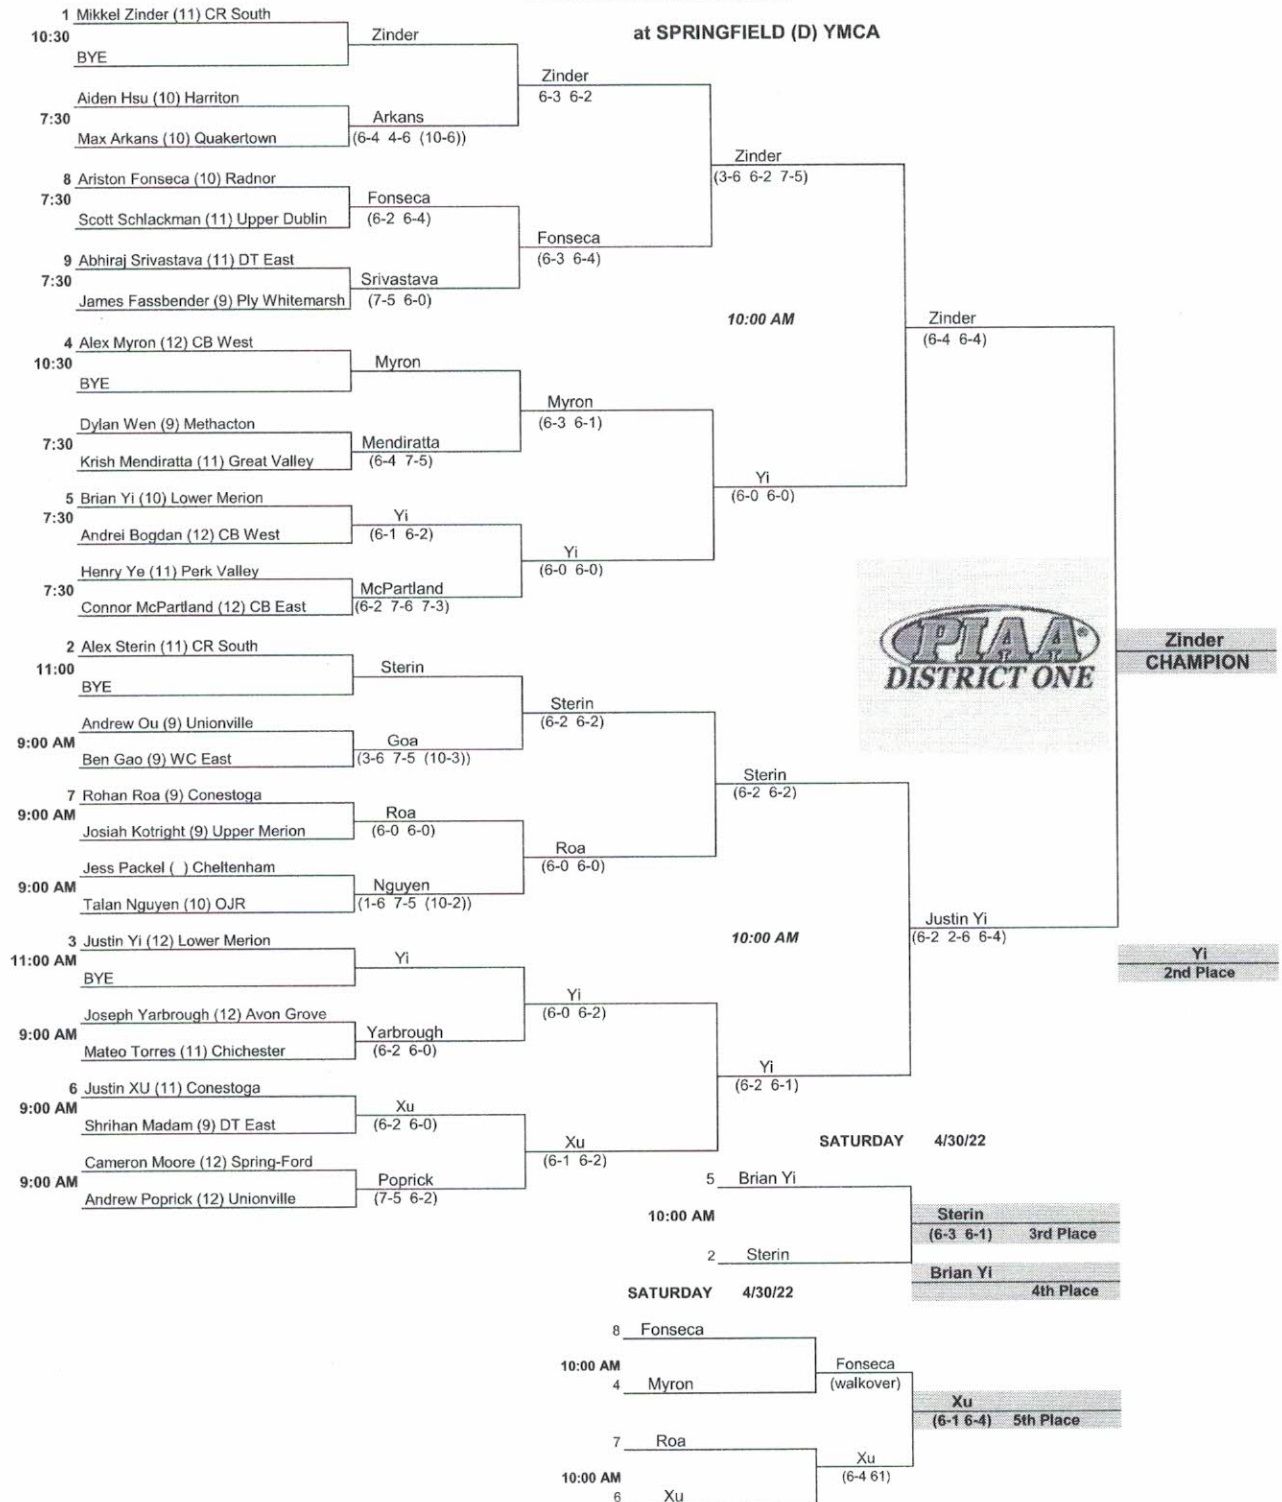 at SPRINGFIELD (D) YMCA
1 Mikkel Zinder (11) CR South
10:30
BYE
Zinder
Aiden Hsu (10) Harriton
7:30
Max Arkans (10) Quakertown
Arkans
(6-4 4-6 (10-6))
Zinder
6-3 6-2
8 Ariston Fonseca (10) Radnor
7:30
Scott Schlackman (11) Upper Dublin
Fonseca
(6-2 6-4)
9 Abhiraj Srivastava (11) DT East
7:30
James Fassbender (9) Ply Whitemarsh
Srivastava
(7-5 6-0)
Fonseca
(6-3 6-4)
Zinder
(3-6 6-2 7-5)
10:00 AM
4 Alex Myron (12) CB West
10:30
BYE
Myron
Dylan Wen (9) Methacton
7:30
Krish Mendiratta (11) Great Valley
Mendiratta
(6-4 7-5)
Myron
(6-3 6-1)
5 Brian Yi (10) Lower Merion
7:30
Andrei Bogdan (12) CB West
Yi
(6-1 6-2)
Henry Ye (11) Perk Valley
7:30
Connor McPartland (12) CB East
McPartland
(6-2 7-6 7-3)
Yi
(6-0 6-0)
Yi
(6-0 6-0)
Zinder
(6-4 6-4)
PIAA®
DISTRICT ONE
Zinder
CHAMPION
2 Alex Sterin (11) CR South
11:00
BYE
Sterin
Andrew Ou (9) Unionville
9:00 AM
Ben Gao (9) WC East
Goa
(3-6 7-5 (10-3))
Sterin
(6-2 6-2)
7 Rohan Roa (9) Conestoga
9:00 AM
Josiah Kotright (9) Upper Merion
Roa
(6-0 6-0)
Jess Packel ( ) Cheltenham
9:00 AM
Talan Nguyen (10) OJR
Nguyen
(1-6 7-5 (10-2))
Roa
(6-0 6-0)
Sterin
(6-2 6-2)
10:00 AM
3 Justin Yi (12) Lower Merion
11:00 AM
BYE
Yi
Joseph Yarbrough (12) Avon Grove
9:00 AM
Mateo Torres (11) Chichester
Yarbrough
(6-2 6-0)
Yi
(6-0 6-2)
6 Justin XU (11) Conestoga
9:00 AM
Shrihan Madam (9) DT East
Xu
(6-2 6-0)
Cameron Moore (12) Spring-Ford
9:00 AM
Andrew Poprick (12) Unionville
Poprick
(7-5 6-2)
Xu
(6-1 6-2)
Yi
(6-2 6-1)
Justin Yi
(6-2 2-6 6-4)
Yi
2nd Place
SATURDAY 4/30/22
5 Brian Yi
10:00 AM
2 Sterin
Sterin
(6-3 6-1) 3rd Place
Brian Yi
4th Place
SATURDAY 4/30/22
8 Fonseca
10:00 AM
4 Myron
Fonseca
(walkover)
7 Roa
10:00 AM
6 Xu
Xu
(6-4 61)
Xu
(6-1 6-4) 5th Place